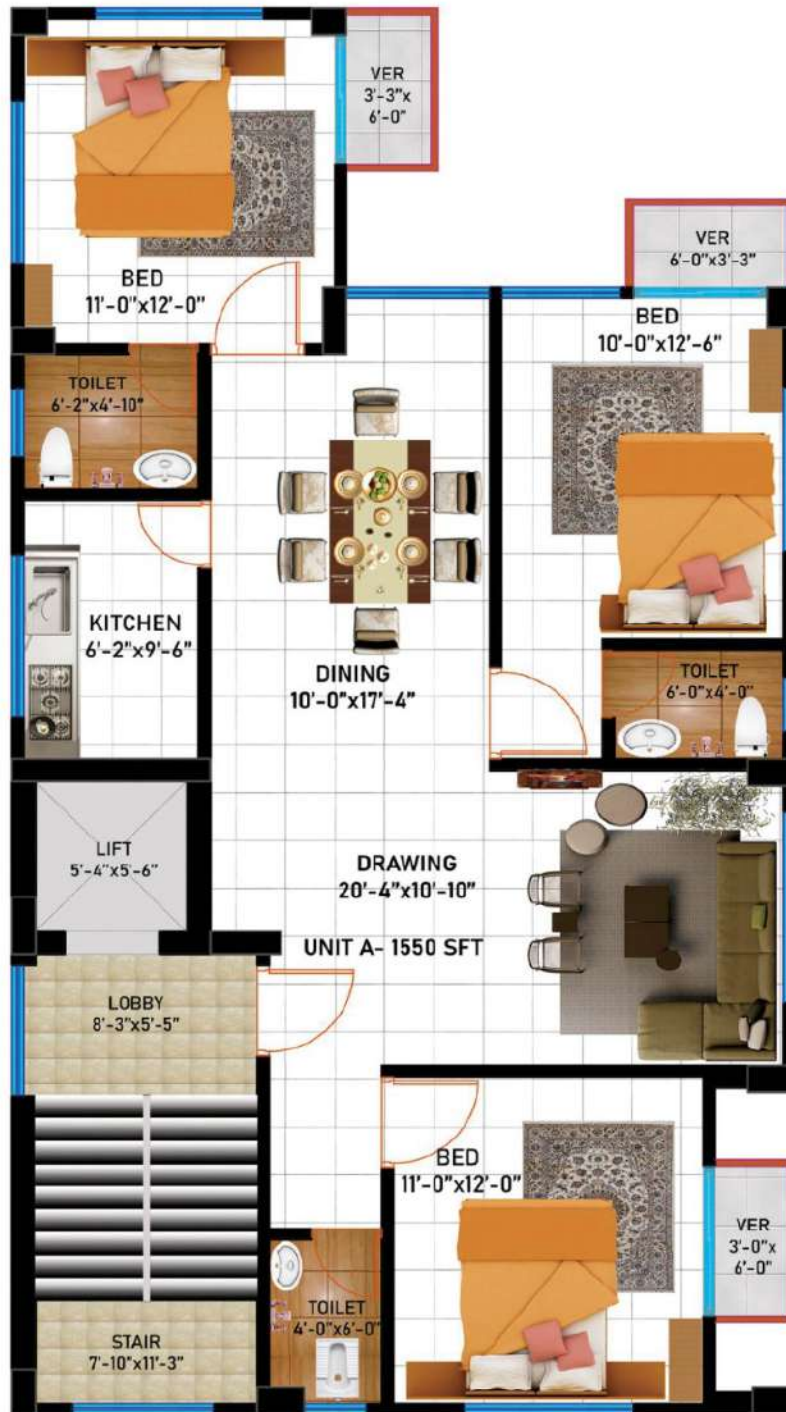 VER
3'-3"x
6'-0"
VER
6'-0"x3'-3"
BED
11'-0"x12'-0"
BED
10'-0"x12'-6"
TOILET
6'-2"x4'-10"
KITCHEN
6'-2"x9'-6"
DINING
10'-0"x17'-4"
TOILET
6'-0"x4'-0"
LIFT
5'-4"x5'-6"
DRAWING
20'-4"x10'-10"
UNIT A- 1550 SFT
LOBBY
8'-3"x5'-5"
BED
11'-0"x12'-0"
VER
3'-0"x
6'-0"
TOILET
4'-0"x6'-0"
STAIR
7'-10"x11'-3"